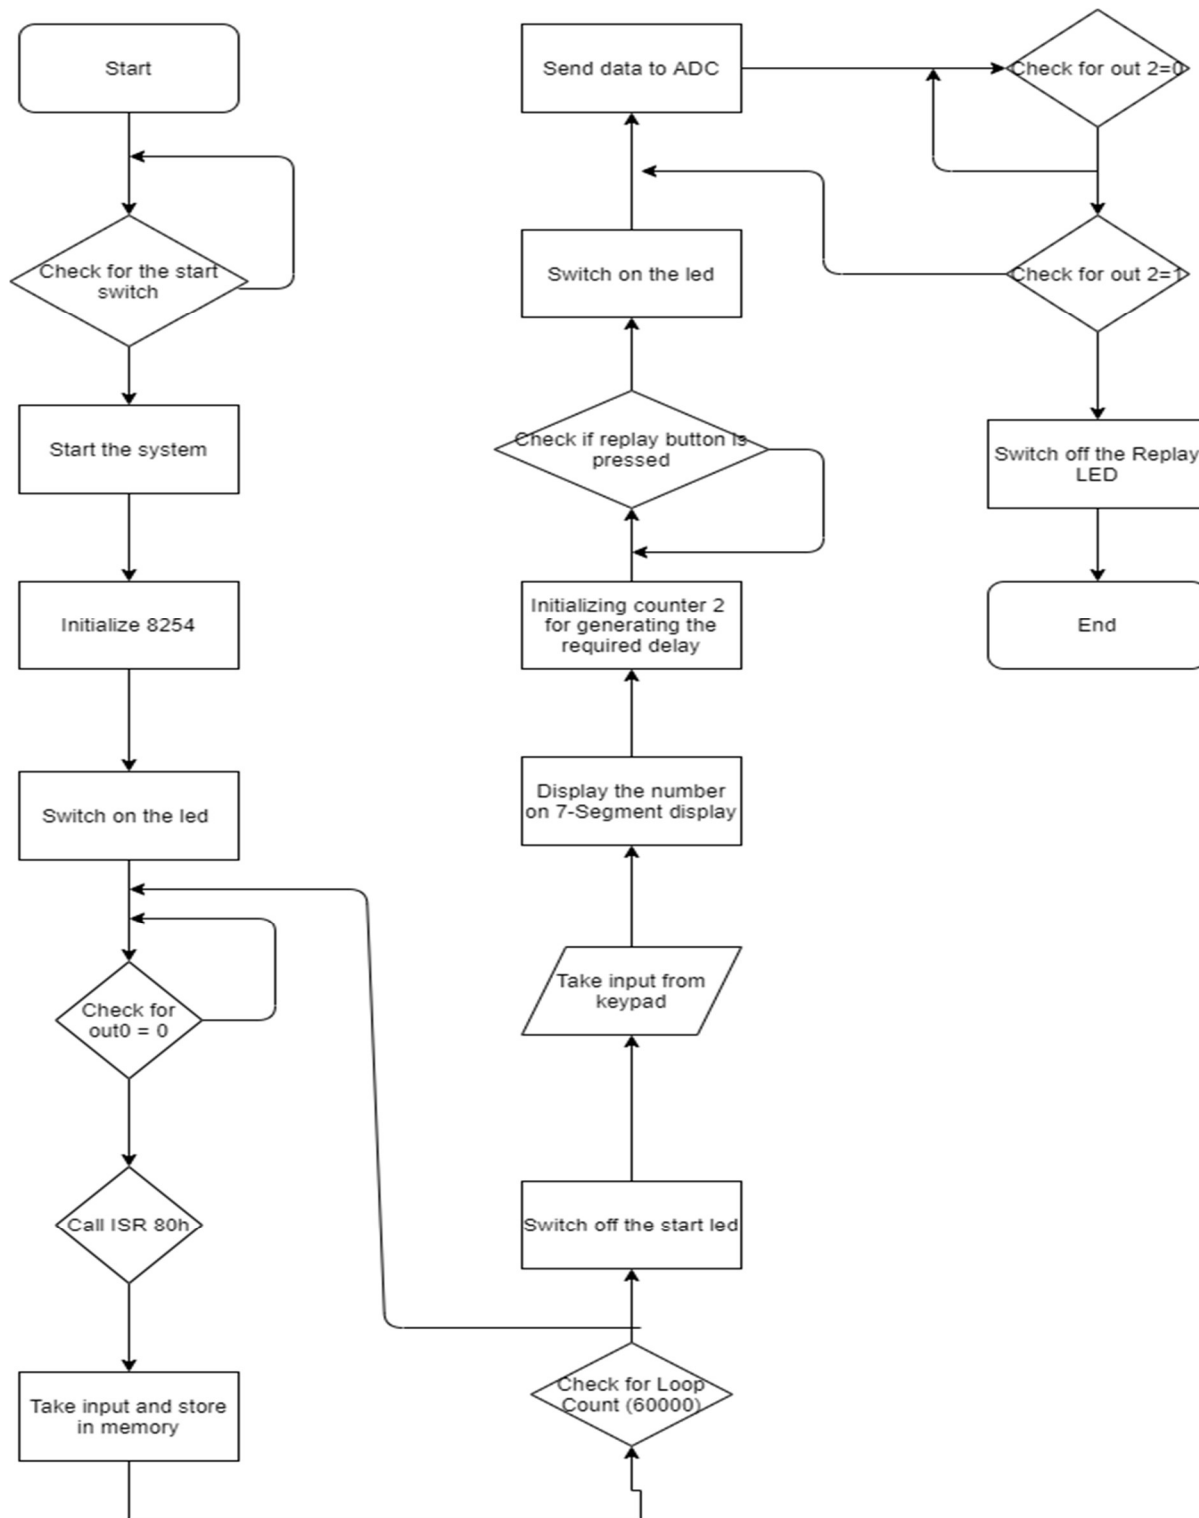 Start
Check for the start
switch
Start the system
Initialize 8254
Switch on the led
Check for
out0 = 0
Call ISR 80h
Take input and store
in memory
Check for Loop
Count (60000)
Switch off the start led
Take input from
keypad
Display the number
on 7-Segment display
Initializing counter 2
for generating the
required delay
Check if replay button is
pressed
Switch on the led
Send data to ADC
Check for out 2=0
Check for out 2=1
Switch off the Replay
LED
End